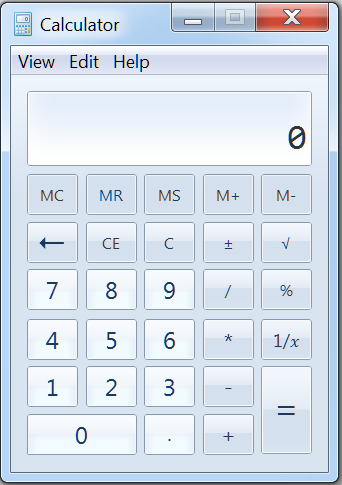 Calculator
View Edit Help
0
MC MR MS M+ M-
← CE C ± √
7 8 9 / %
4 5 6 * 1/x
1 2 3 - =
0 . +